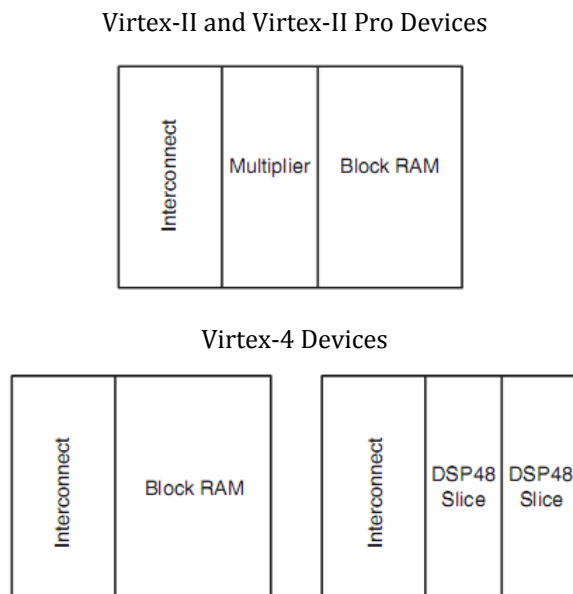 Virtex-II and Virtex-II Pro Devices
Interconnect
Multiplier
Block RAM
Virtex-4 Devices
Interconnect
Block RAM
Interconnect
DSP48
Slice
DSP48
Slice